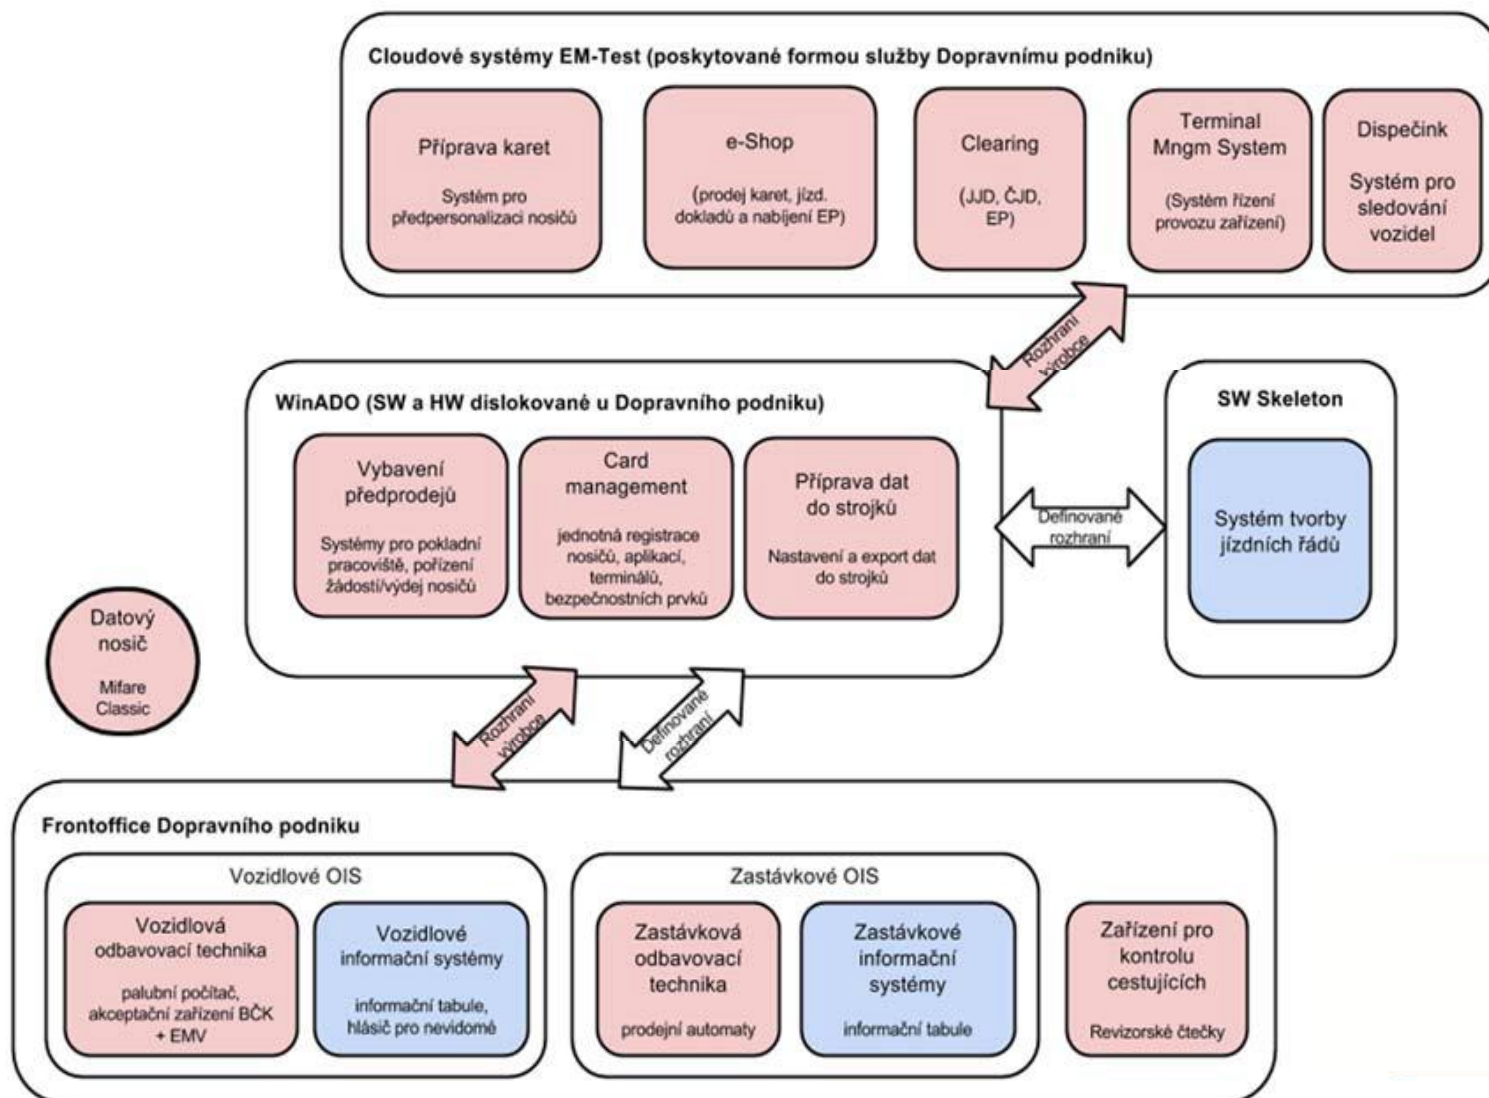 Cloudové systémy EM-Test (poskytované formou služby Dopravnímu podniku)
Příprava karet
Systém pro
předpersonalizaci nosičů
e-Shop
(prodej karet, jízd.
dokladů a nabíjení EP)
Clearing
(JJD, ČJD,
EP)
Terminal
Mngm System
(Systém řízení
provozu zařízení)
Dispečink
Systém pro
sledování
vozidel
Rozhraní
výrobce
WinADO (SW a HW dislokované u Dopravního podniku)
Vybavení
předprodejů
Systémy pro pokladní
pracoviště, pořízení
žádostí/výdej nosičů
Card
management
jednotná registrace
nosičů, aplikací,
terminálů,
bezpečnostních prvků
Příprava dat
do strojků
Nastavení a export dat
do strojků
Definované
rozhraní
SW Skeleton
Systém tvorby
jízdních řádů
Datový
nosič
Mifare
Classic
Rozhraní
výrobce
Definované
rozhraní
Frontoffice Dopravního podniku
Vozidlové OIS
Vozidlová
odbavovací technika
palubní počítač,
akceptační zařízení BČK
+ EMV
Vozidlové
informační systémy
informační tabule,
hlásič pro nevidomé
Zastávkové OIS
Zastávková
odbavovací
technika
prodejní automaty
Zastávkové
informační
systémy
informační tabule
Zařízení pro
kontrolu
cestujících
Revizorské čtečky